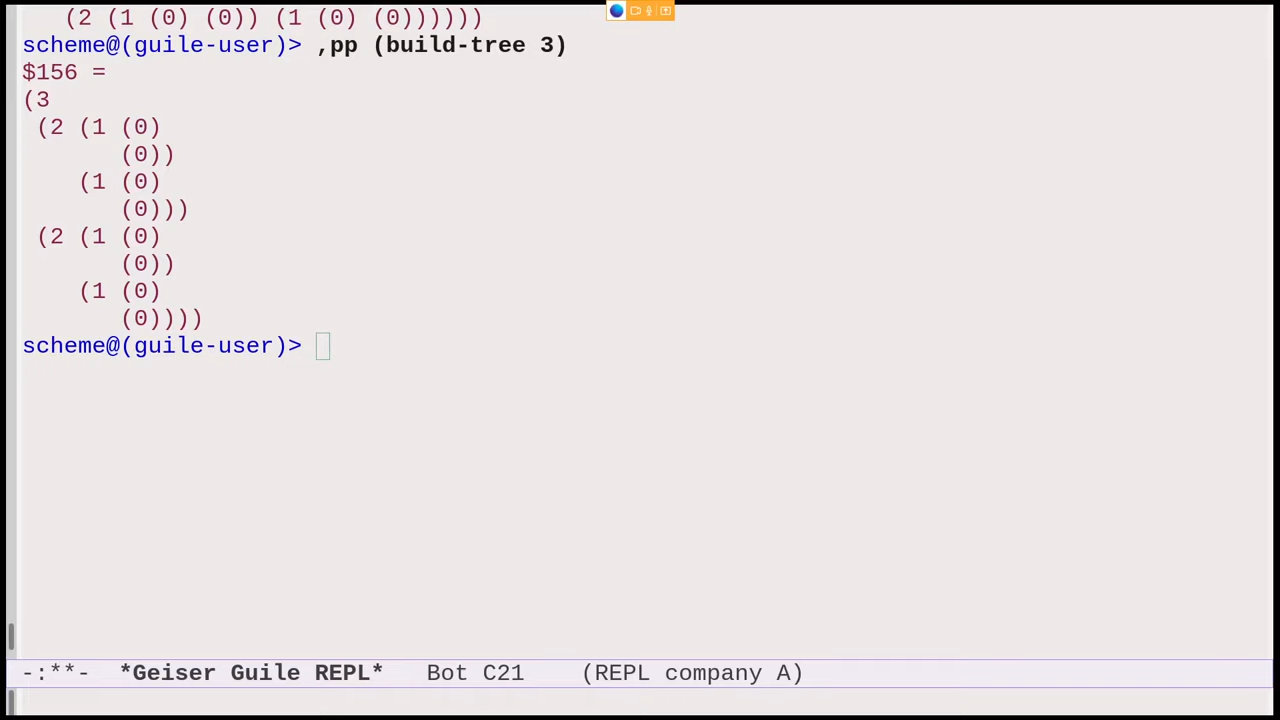 (2 (1 (0) (0)) (1 (0) (0))))))
scheme@(guile-user)> ,pp (build-tree 3)
$156 =
(3
(2 (1 (0)
(0))
(1 (0)
(0)))
(2 (1 (0)
(0))
(1 (0)
(0))))
scheme@(guile-user)>
-:**- *Geiser Guile REPL* Bot C21 (REPL company A)